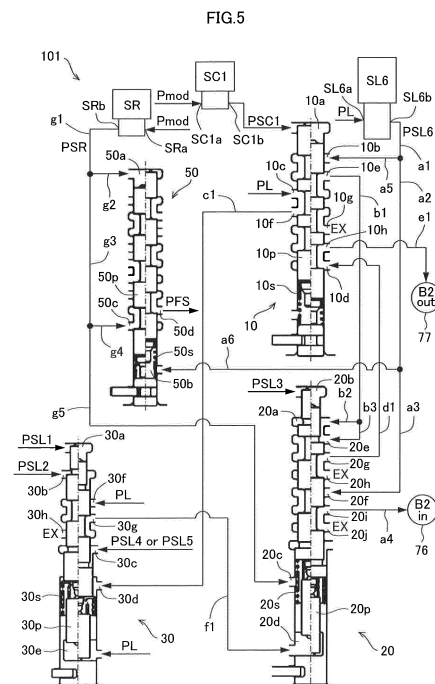 FIG.5
101
SR
SC1
SL6
Pmod
Pmod
PSC1
SL6a
SL6b
PL
g1
SRb
SRa
SC1a
SC1b
PSR
PSL6
10a
10b
10c
10e
a1
a5
a2
50a
50
g2
c1
PL
10f
10g
EX
b1
e1
g3
10h
50p
10p
10d
50c
PFS
10s
50d
10
B2
out
77
g4
50s
a6
50b
PSL3
20b
g5
20a
b2
b3
d1
a3
PSL1
30a
20e
PSL2
20g
30b
30f
20h
PL
EX
20f
30h
30g
20i
B2
in
EX
EX
20j
a4
76
PSL4 or PSL5
30c
20c
30s
30d
20s
20p
30p
f1
20d
30
30e
PL
20